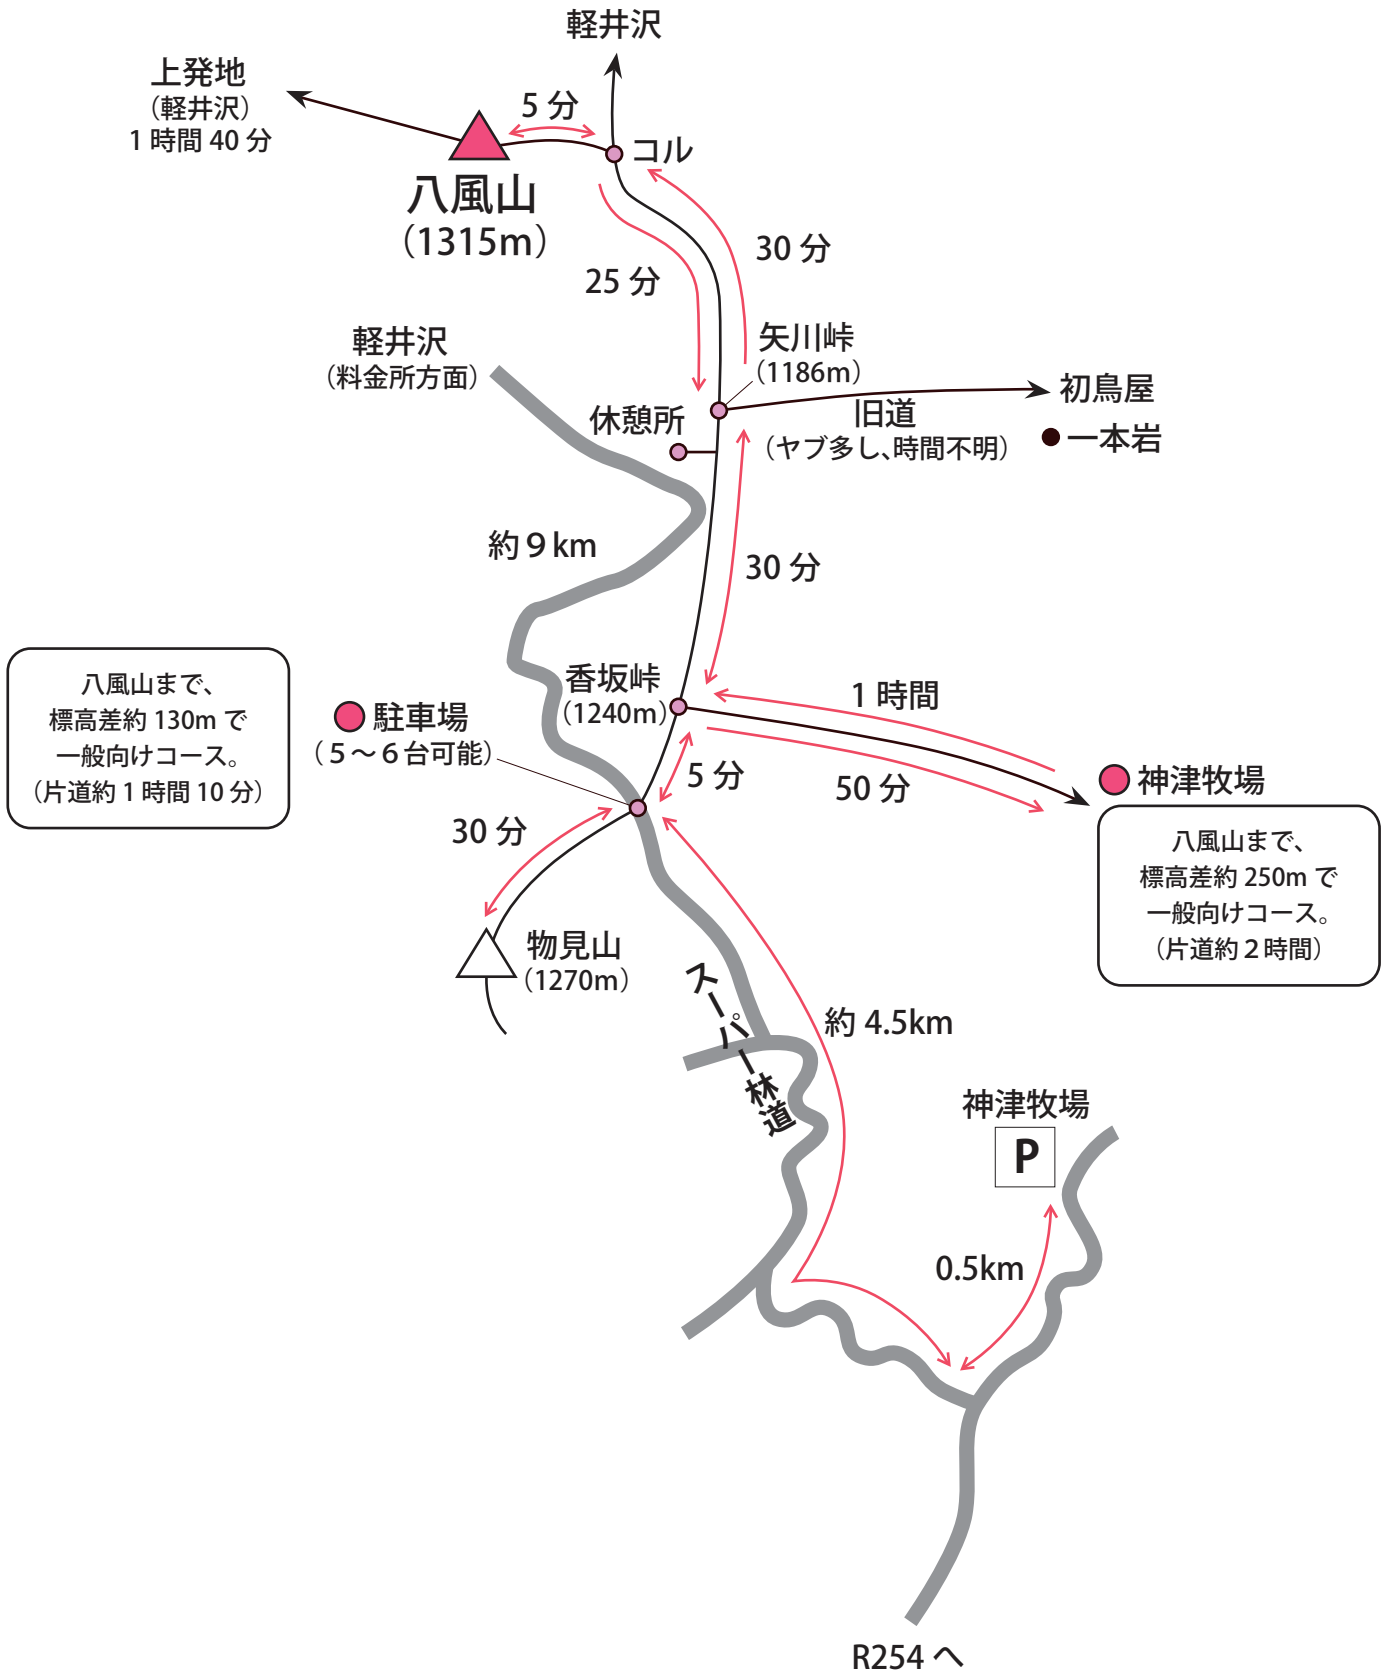 軽井沢
上発地
（軽井沢）
1 時間 40 分
5 分
コル
八風山
（1315m）
30 分
25 分
軽井沢
（料金所方面）
矢川峠
（1186m）
初鳥屋
休憩所
旧道
（ヤブ多し、時間不明）
一本岩
約 9 km
30 分
八風山まで、
標高差約 130m で
一般向けコース。
（片道約 1 時間 10 分）
香坂峠
（1240m）
1 時間
駐車場
（ 5 ～ 6 台可能）
5 分
50 分
神津牧場
30 分
八風山まで、
標高差約 250m で
一般向けコース。
（片道約 2 時間）
物見山
（1270m）
スーパー林道
約 4.5km
神津牧場
P
0.5km
R254 へ